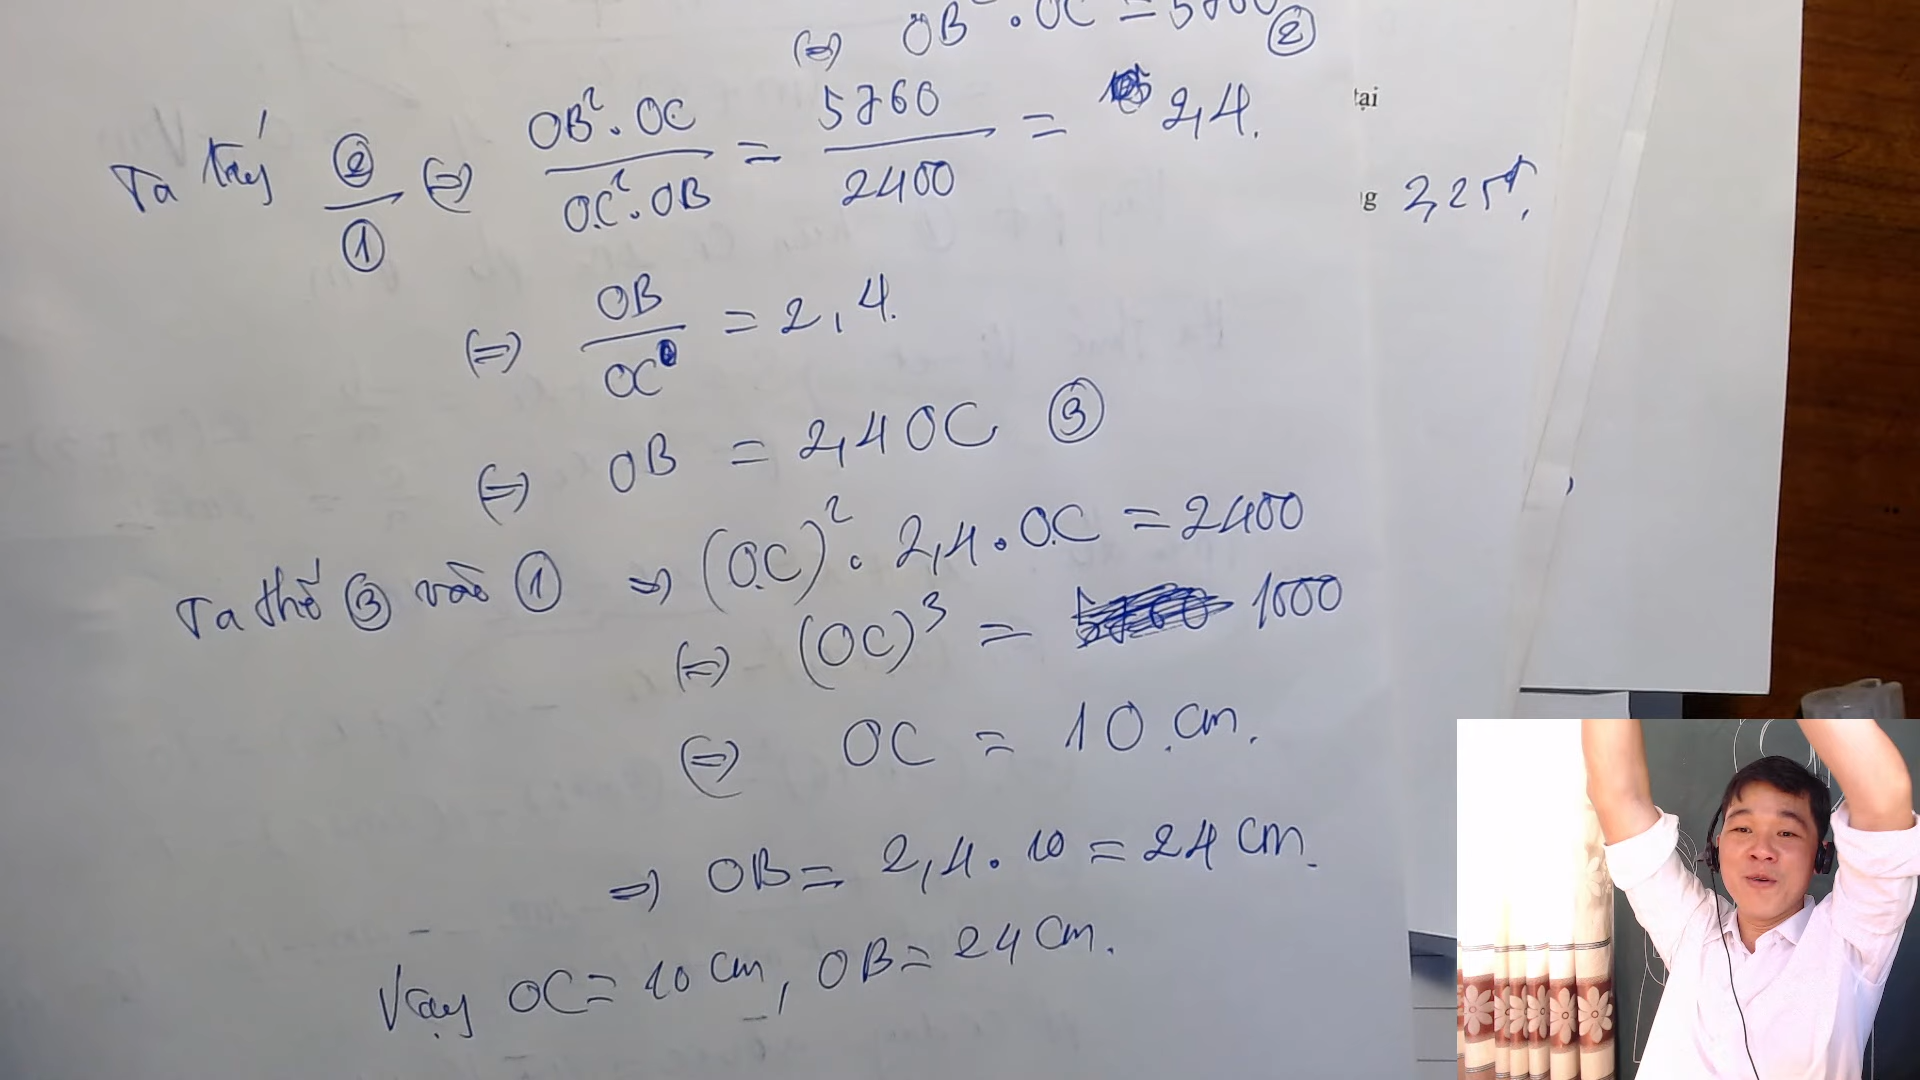 (=) OB² . OC = 5760 ②
Ta lấy ②/① (=) OB² . OC / OC² . OB = 5760 / 2400 = 2,4.
tại
g 2,25đ.
(=) OB / OC = 2,4.
(=) OB = 2,4 OC ③
Ta thế ③ vào ① => (OC)² . 2,4 . OC = 2400
(=) (OC)³ = 1000
(=) OC = 10 cm.
=> OB = 2,4 . 10 = 24 cm.
Vậy OC = 10 cm, OB = 24 cm.